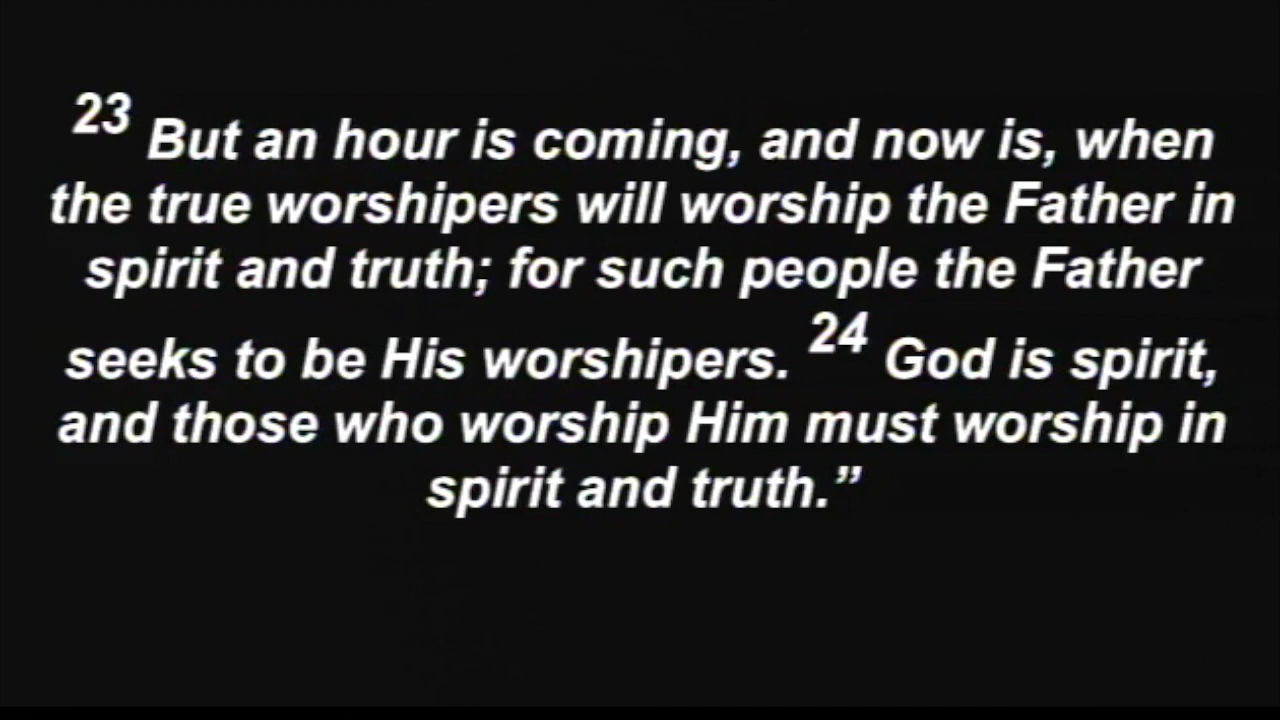 23 But an hour is coming, and now is, when
the true worshipers will worship the Father in
spirit and truth; for such people the Father
seeks to be His worshipers. 24 God is spirit,
and those who worship Him must worship in
spirit and truth.”